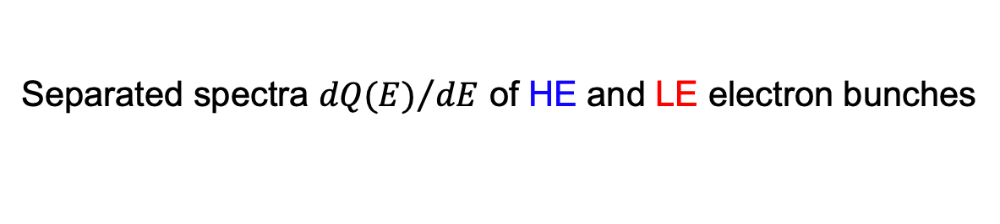 Separated spectra dQ(E)/dE of HE and LE electron bunches